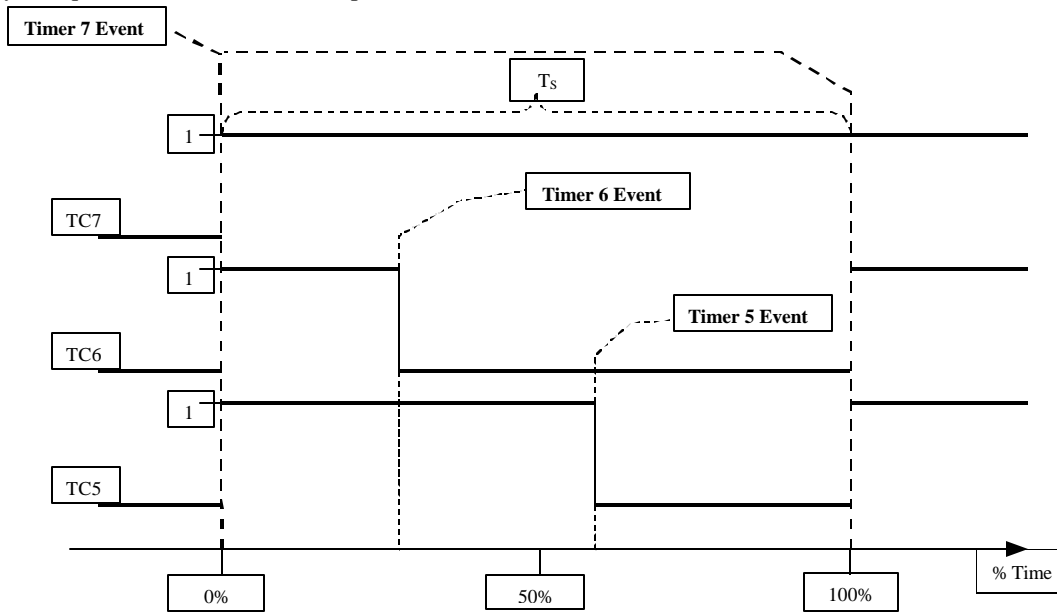 Timer 7 Event
TS
1
Timer 6 Event
TC7
1
Timer 5 Event
TC6
1
TC5
% Time
0%
50%
100%